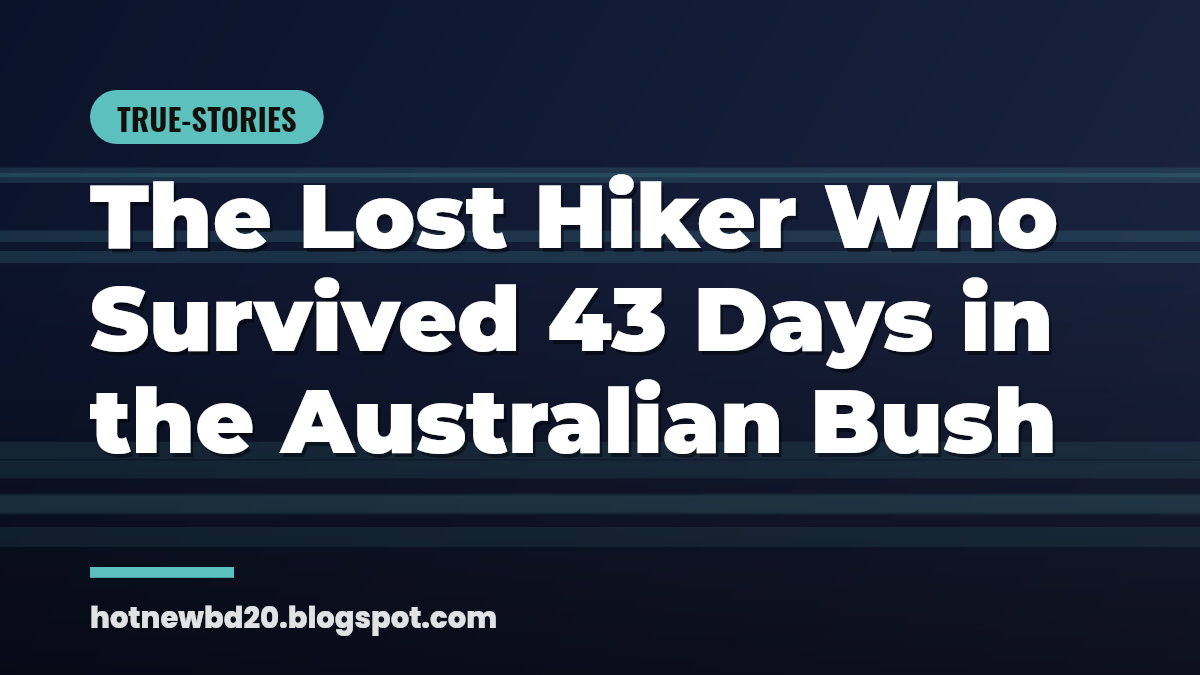 TRUE-STORIES
The Lost Hiker Who
Survived 43 Days in
the Australian Bush
hotnewbd20.blogspot.com